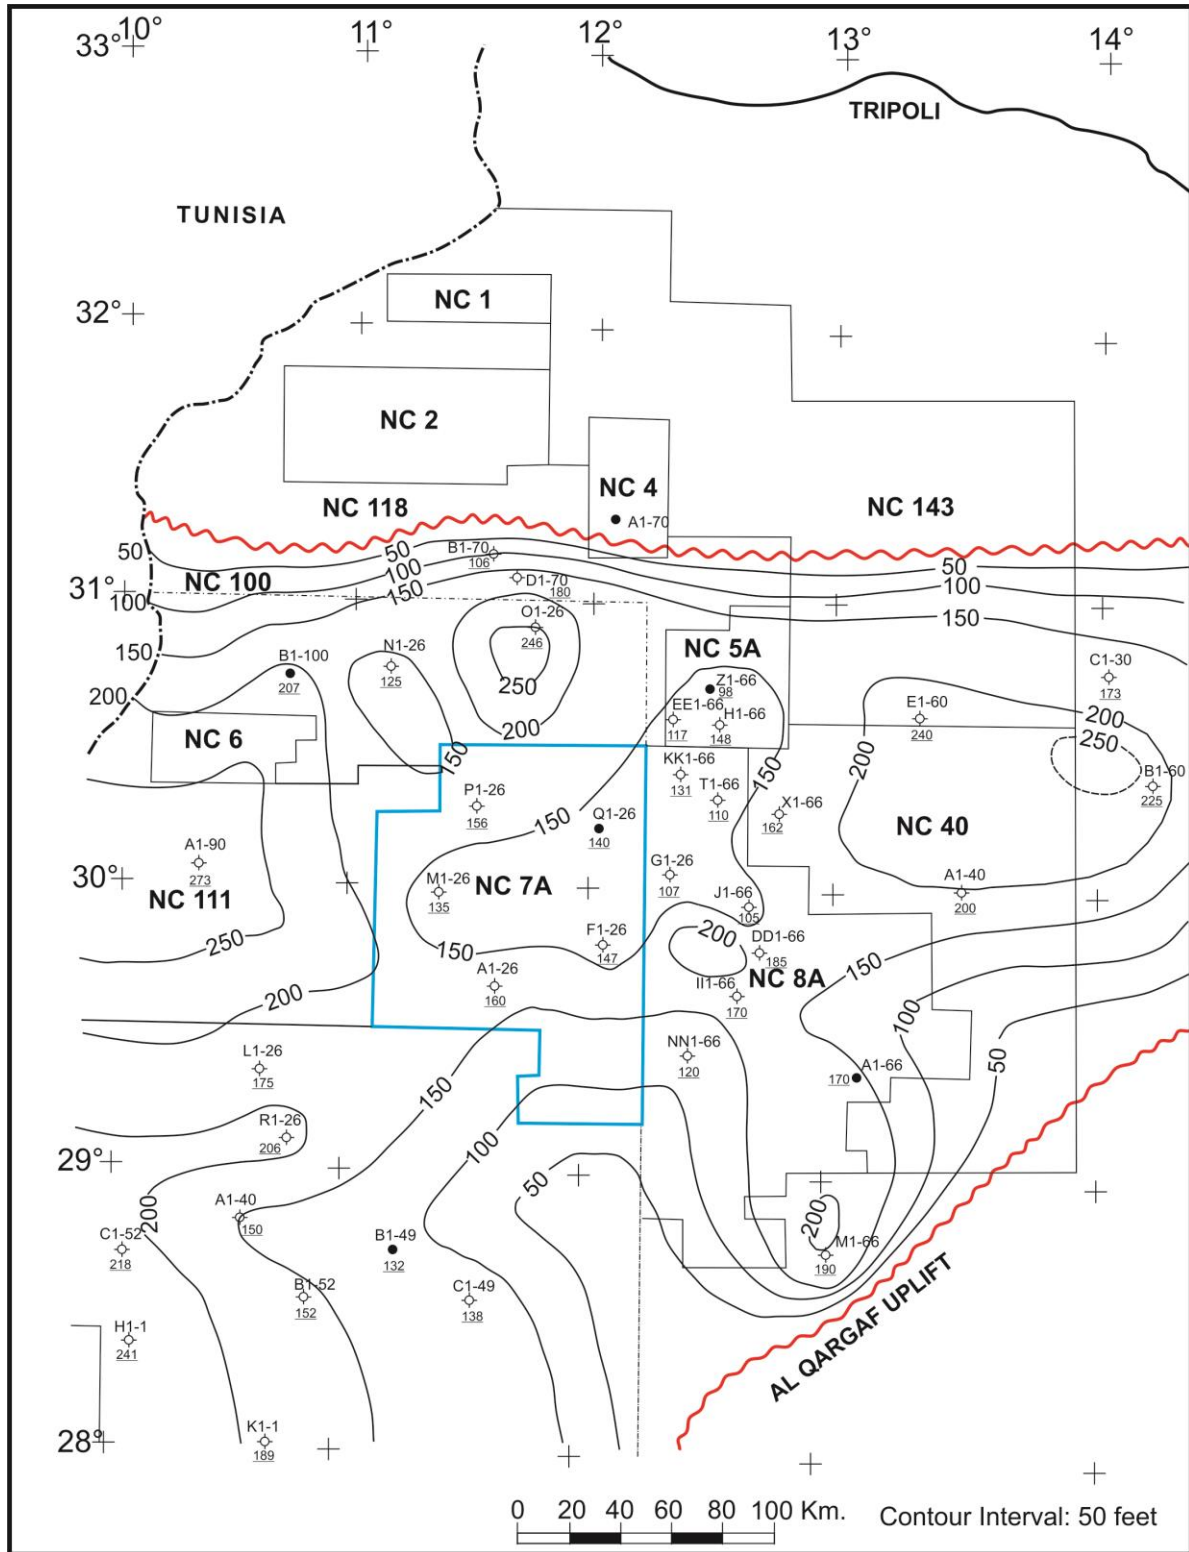 10° 11° 12° 13° 14°
33°
TRIPOLI
TUNISIA
NC 1
32°
NC 2
NC 4
NC 118
NC 143
A1-70
50
50
B1-70
106
50
100
31°
NC 100
100
D1-70
180
100
150
O1-26
246
150
150
N1-26
125
NC 5A
B1-100
207
C1-30
173
Z1-66
98
250
200
E1-60
240
200
EE1-66
117
H1-66
148
NC 6
200
250
150
KK1-66
131
150
200
B1-60
225
P1-26
156
T1-66
110
X1-66
162
150
Q1-26
140
NC 40
A1-90
273
G1-26
107
30°
M1-26
135
NC 7A
A1-40
200
NC 111
J1-66
105
F1-26
147
200
DD1-66
185
250
150
150
A1-26
160
II1-66
170
NC 8A
200
100
NN1-66
120
50
L1-26
175
A1-66
170
150
R1-26
206
100
29°
50
200
A1-40
150
200
C1-52
218
B1-49
132
M1-66
190
B1-52
152
C1-49
138
H1-1
241
AL QARGAF UPLIFT
K1-1
189
28°
0 20 40 60 80 100 Km.
Contour Interval: 50 feet